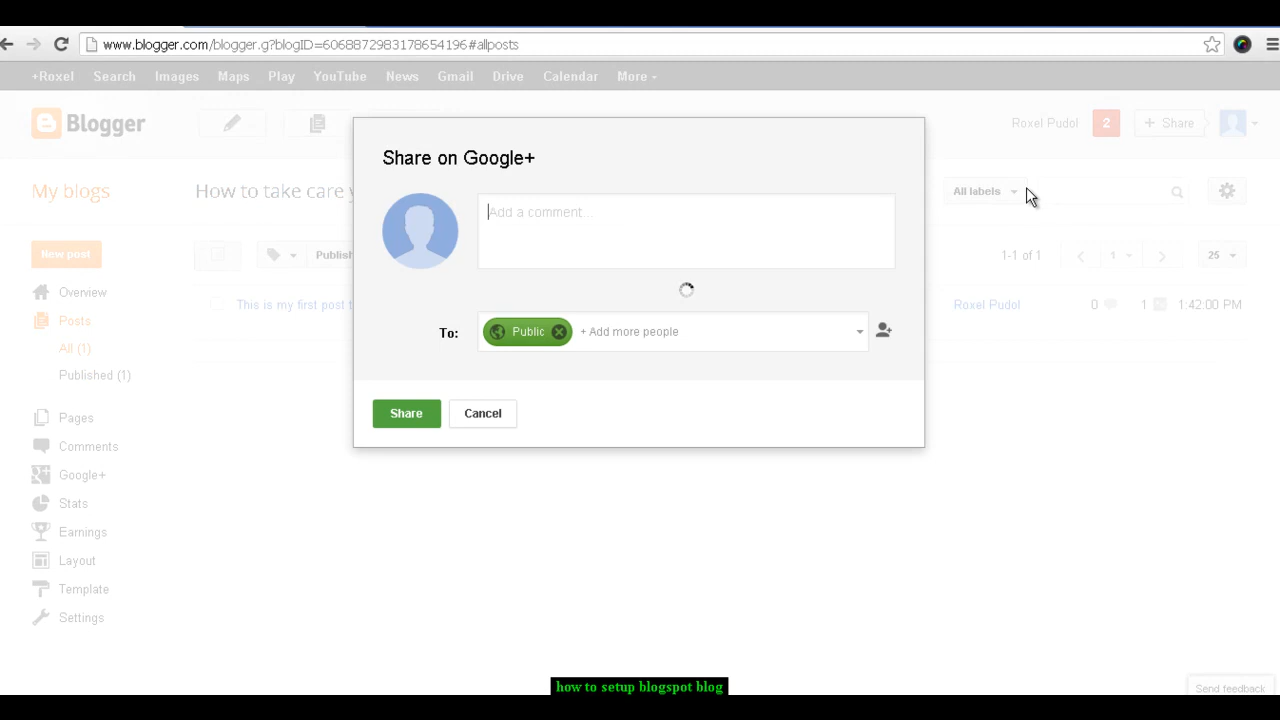 www.blogger.com/blogger.g?blogID=6068872983178654196#allposts
+Roxel Search Images Maps Play YouTube News Gmail Drive Calendar More
Blogger
Roxel Pudol 2 + Share
Share on Google+
My blogs
How to take care
All labels
Add a comment...
New post
Publish
1-1 of 1
1
25
Overview
This is my first post
Roxel Pudol 0 1 1:42:00 PM
Posts
To: Public + Add more people
All (1)
Published (1)
Share Cancel
Pages
Comments
Google+
Stats
Earnings
Layout
Template
Settings
how to setup blogspot blog
Send feedback